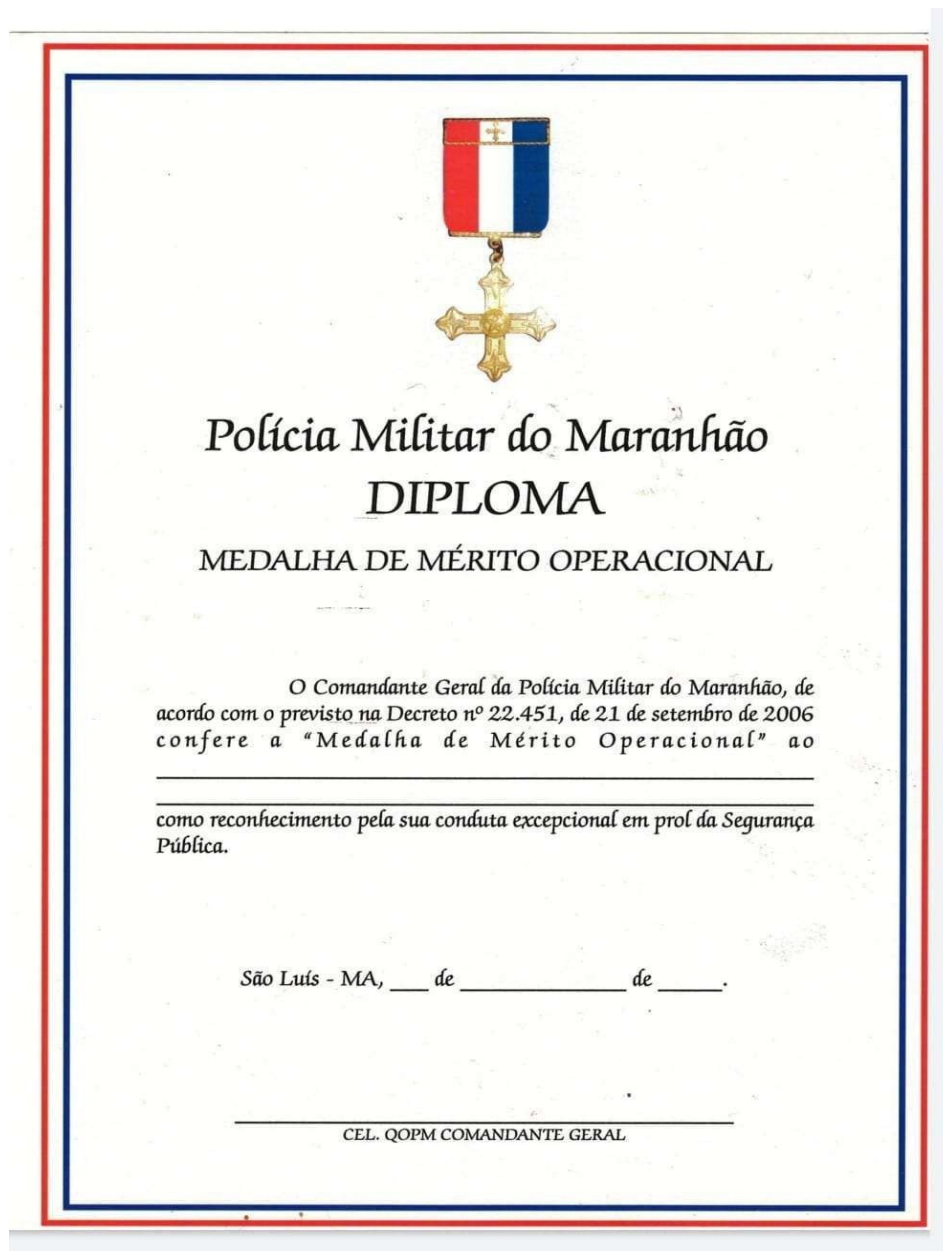 Polícia Militar do Maranhão
DIPLOMA
MEDALHA DE MÉRITO OPERACIONAL
O Comandante Geral da Polícia Militar do Maranhão, de
acordo com o previsto na Decreto nº 22.451, de 21 de setembro de 2006
confere a “Medalha de Mérito Operacional” ao
como reconhecimento pela sua conduta excepcional em prol da Segurança
Pública.
São Luís - MA, ___ de _____________ de _____.
CEL. QOPM COMANDANTE GERAL